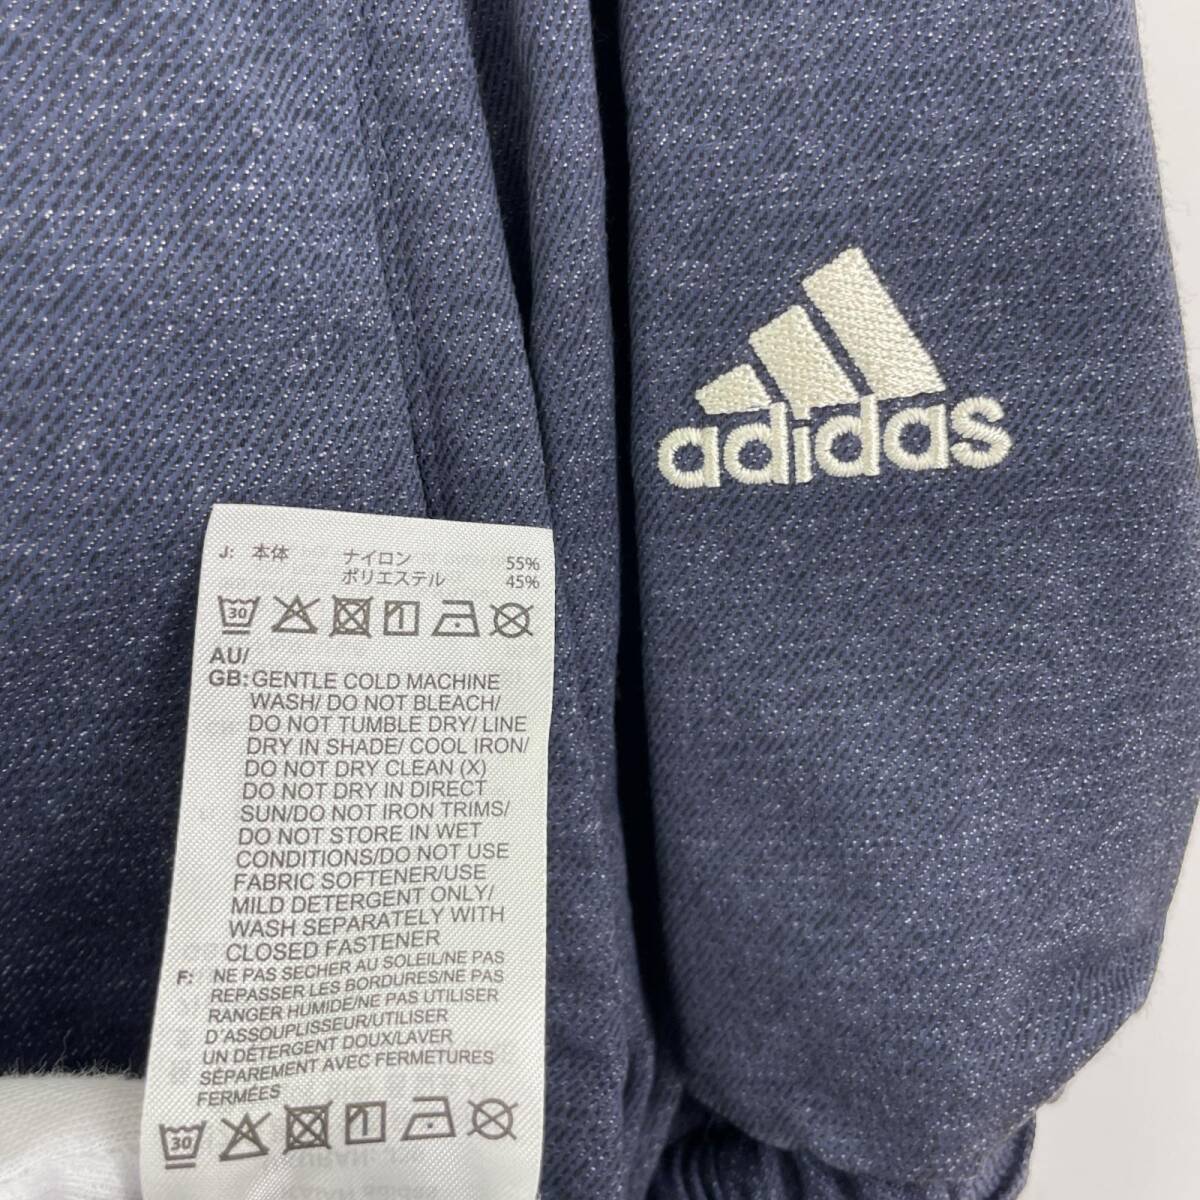 adidas
J: 本体 ナイロン 55%
ポリエステル 45%
30
AU/
GB: GENTLE COLD MACHINE
WASH/ DO NOT BLEACH/
DO NOT TUMBLE DRY/ LINE
DRY IN SHADE/ COOL IRON/
DO NOT DRY CLEAN (X)
DO NOT DRY IN DIRECT
SUN/DO NOT IRON TRIMS/
DO NOT STORE IN WET
CONDITIONS/DO NOT USE
FABRIC SOFTENER/USE
MILD DETERGENT ONLY/
WASH SEPARATELY WITH
CLOSED FASTENER
F: NE PAS SECHER AU SOLEIL/NE PAS
REPASSER LES BORDURES/NE PAS
RANGER HUMIDE/NE PAS UTILISER
D'ASSOUPLISSEUR/UTILISER
UN DÉTERGENT DOUX/LAVER
SÉPAREMENT AVEC FERMETURES
FERMÉES
30